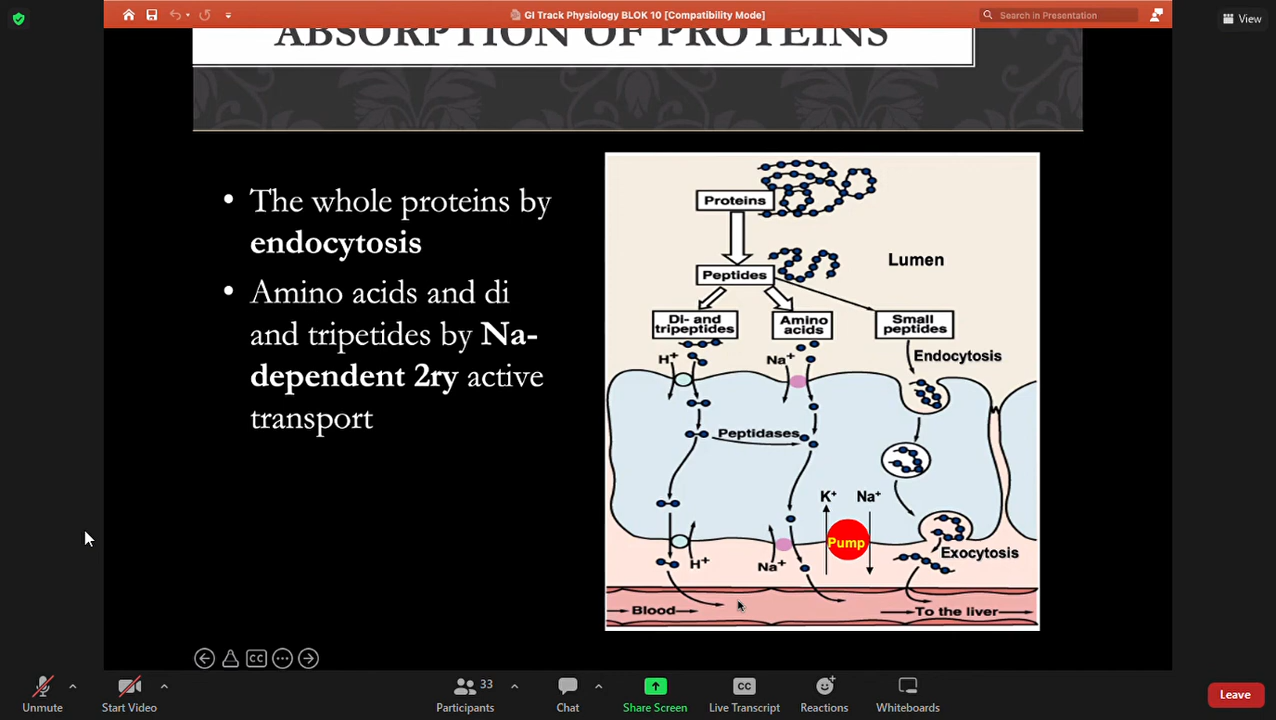 GI Track Physiology BLOK 10 [Compatibility Mode]
Search in Presentation
View
ABSORPTION OF PROTEINS
• The whole proteins by
endocytosis
• Amino acids and di
and tripetides by Na-
dependent 2ry active
transport
Proteins
Peptides
Lumen
Di- and
tripeptides
Amino
acids
Small
peptides
H+
Na+
Endocytosis
Peptidases
K+
Na+
Pump
H+
Na+
Exocytosis
Blood
To the liver
CC
Unmute
Start Video
33
Participants
Chat
Share Screen
CC
Live Transcript
Reactions
Whiteboards
Leave